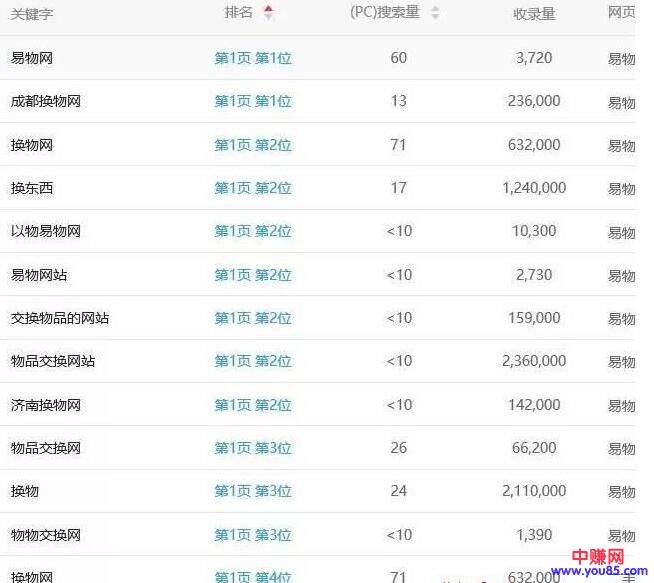 关键字 排名 (PC)搜索量 收录量 网页
易物网 第1页 第1位 60 3,720 易物
成都换物网 第1页 第1位 13 236,000 易物
换物网 第1页 第2位 71 632,000 易物
换东西 第1页 第2位 17 1,240,000 易物
以物易物网 第1页 第2位 <10 10,300 易物
易物网站 第1页 第2位 <10 2,730 易物
交换物品的网站 第1页 第2位 <10 159,000 易物
物品交换网站 第1页 第2位 <10 2,360,000 易物
济南换物网 第1页 第2位 <10 142,000 易物
物品交换网 第1页 第3位 26 66,200 易物
换物 第1页 第3位 24 2,110,000 易物
物物交换网 第1页 第3位 <10 1,390 易物
中赚网
www.you85.com
换物网 第1页 第4位 71 632,000